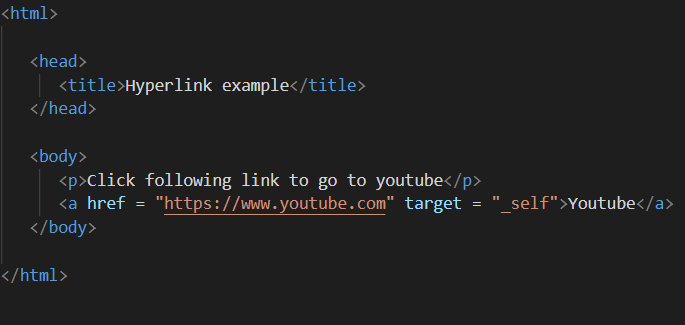 <html>
<head>
<title>Hyperlink example</title>
</head>
<body>
<p>Click following link to go to youtube</p>
<a href = "https://www.youtube.com" target = "_self">Youtube</a>
</body>
</html>